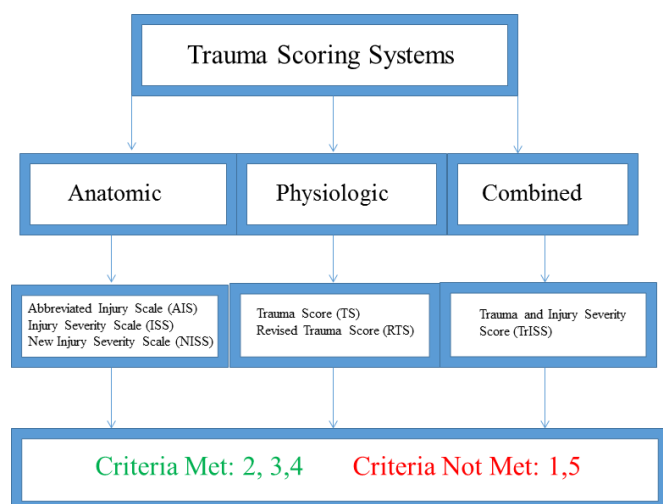 Trauma Scoring Systems
Anatomic
Physiologic
Combined
Abbreviated Injury Scale (AIS)
Injury Severity Scale (ISS)
New Injury Severity Scale (NISS)
Trauma Score (TS)
Revised Trauma Score (RTS)
Trauma and Injury Severity
Score (TrISS)
Criteria Met: 2, 3,4 Criteria Not Met: 1,5